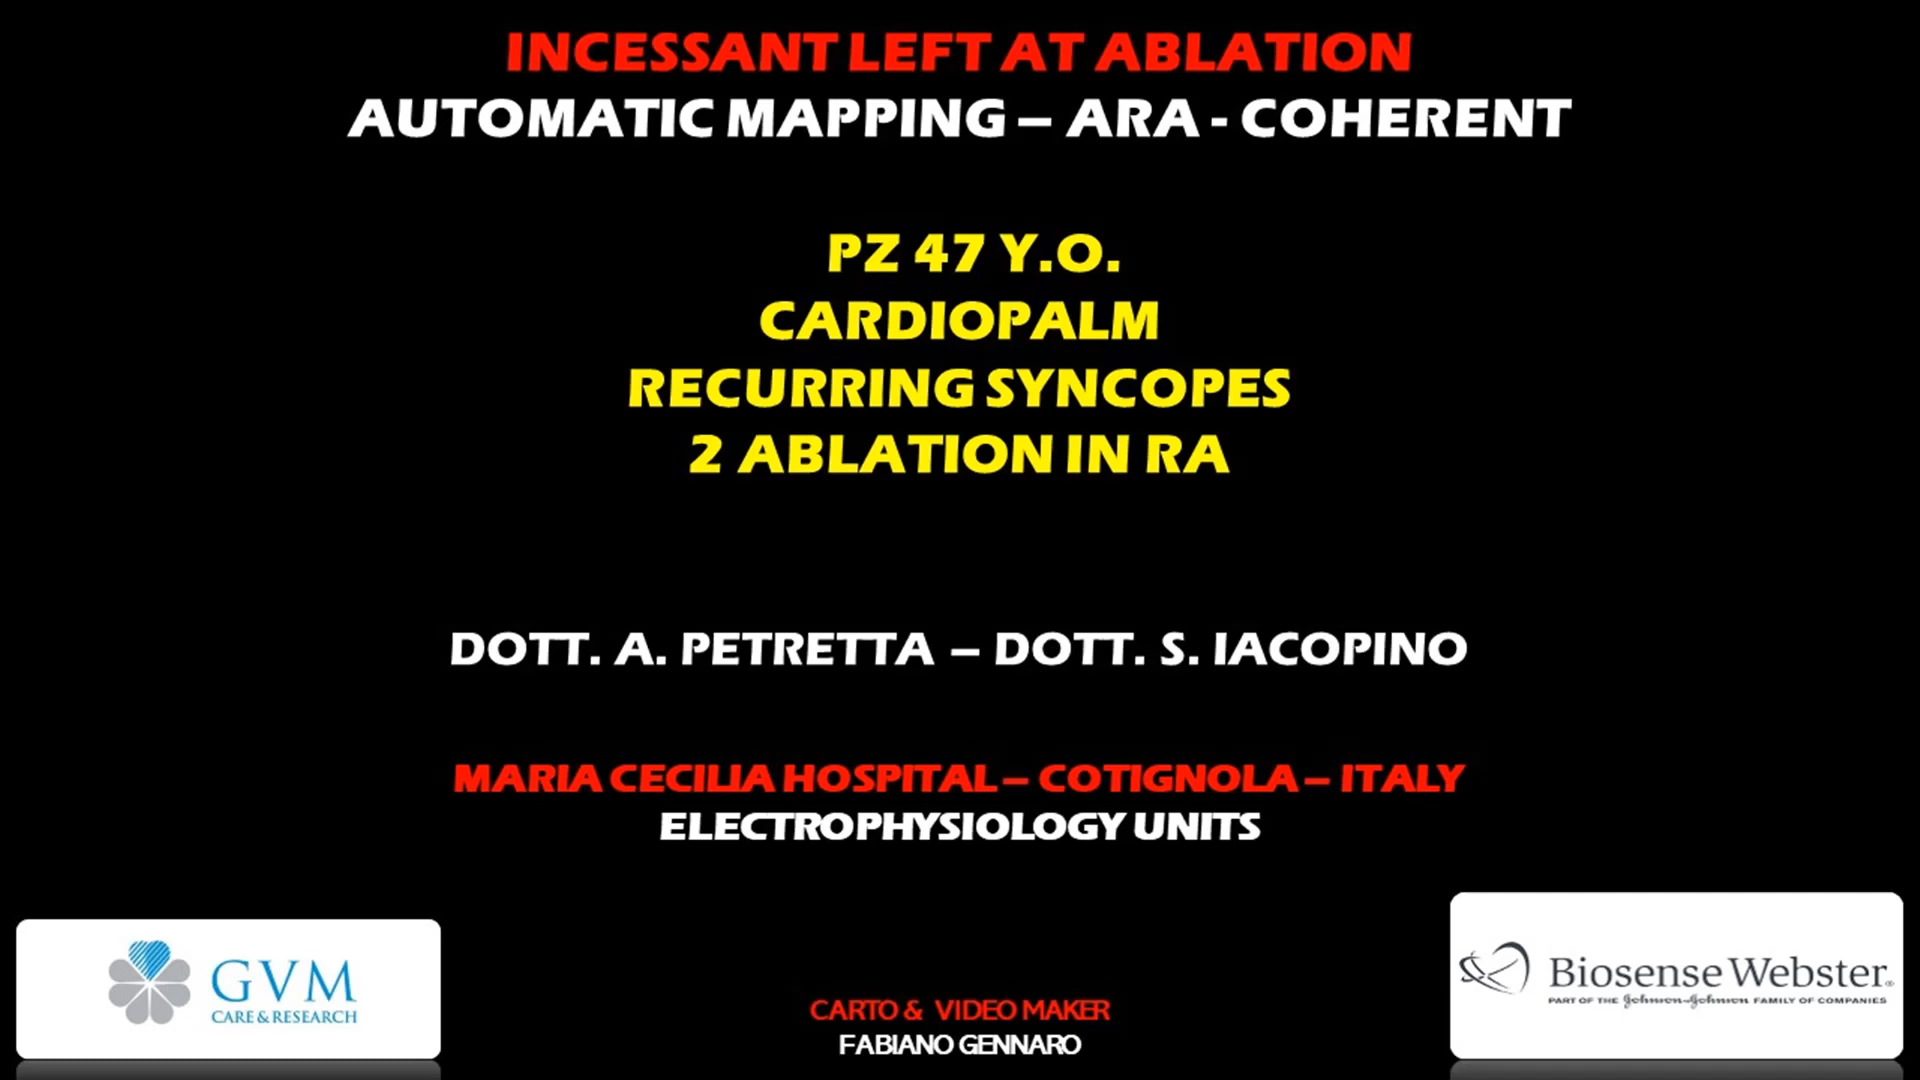 INCESSANT LEFT AT ABLATION
AUTOMATIC MAPPING – ARA - COHERENT
PZ 47 Y.O.
CARDIOPALM
RECURRING SYNCOPES
2 ABLATION IN RA
DOTT. A. PETRETTA – DOTT. S. IACOPINO
MARIA CECILIA HOSPITAL – COTIGNOLA – ITALY
ELECTROPHYSIOLOGY UNITS
GVM
CARE & RESEARCH
CARTO & VIDEO MAKER
FABIANO GENNARO
Biosense Webster®
PART OF THE Johnson-Johnson FAMILY OF COMPANIES